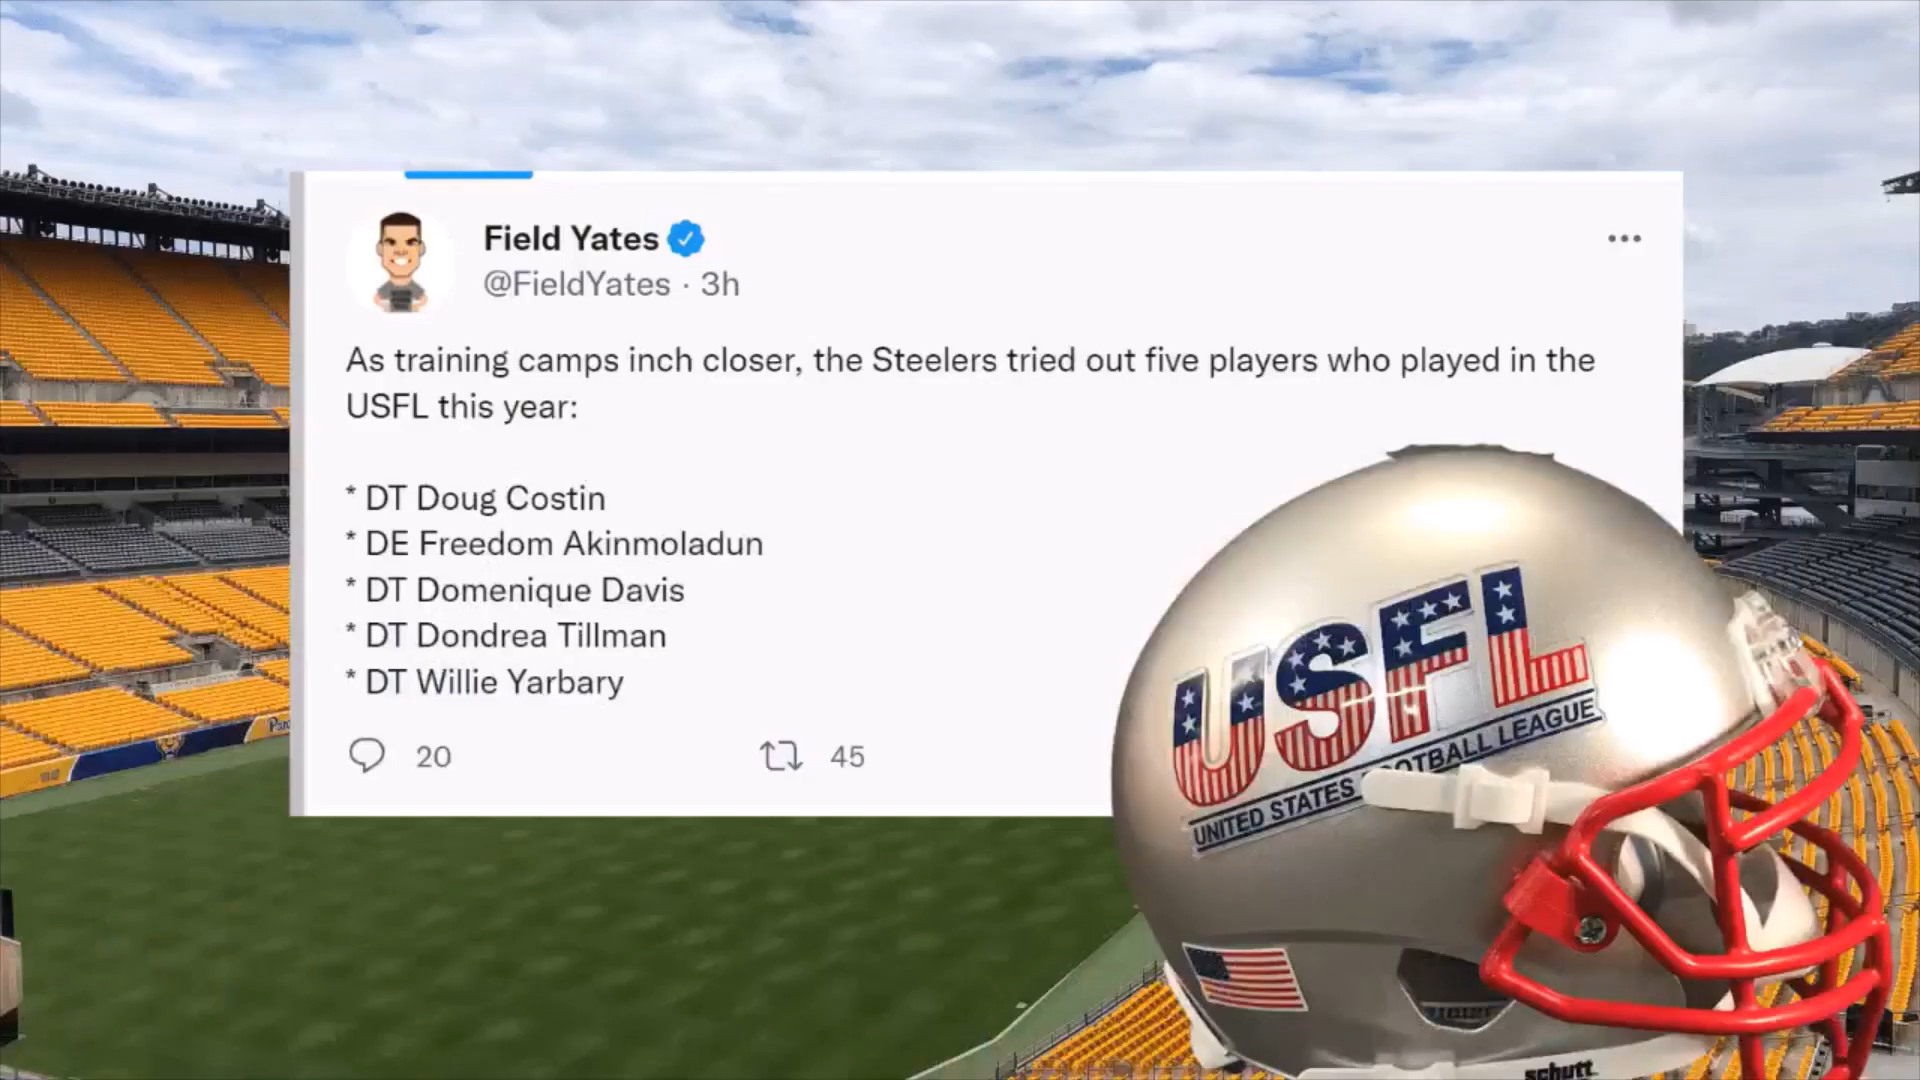 Field Yates
@FieldYates · 3h
As training camps inch closer, the Steelers tried out five players who played in the
USFL this year:
* DT Doug Costin
* DE Freedom Akinmoladun
* DT Domenique Davis
* DT Dondrea Tillman
* DT Willie Yarbary
20
45
USFL
UNITED STATES FOOTBALL LEAGUE
schutt